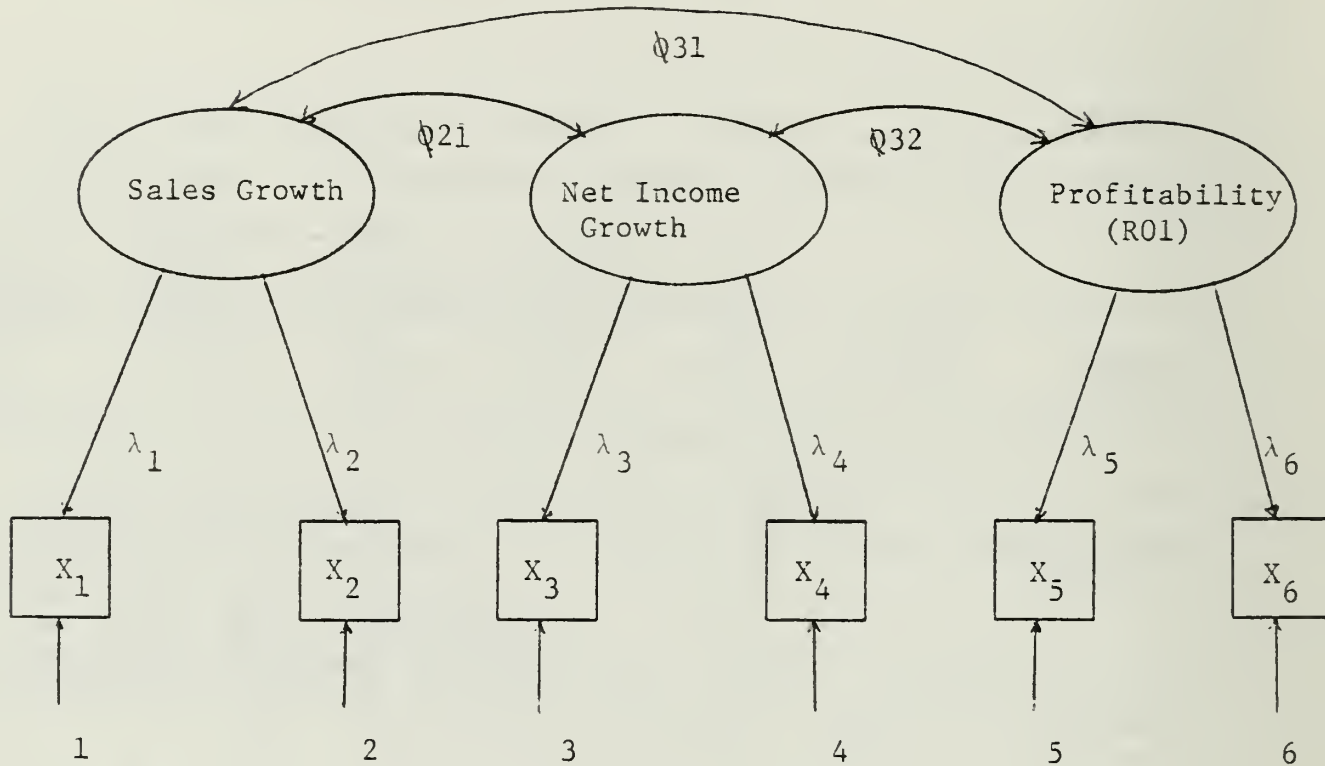 φ31
φ21
φ32
Sales Growth
Net Income
Growth
Profitability
(RO1)
λ1
λ2
λ3
λ4
λ5
λ6
X1
X2
X3
X4
X5
X6
1
2
3
4
5
6